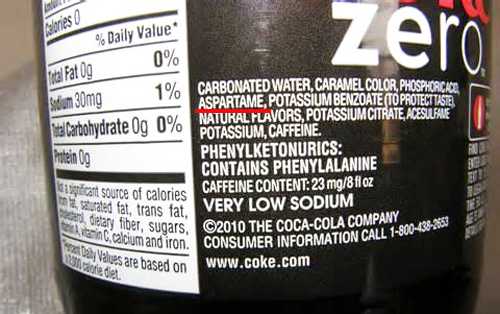 Calories 0
% Daily Value*
Total Fat 0g 0%
Sodium 30mg 1%
Total Carbohydrate 0g 0%
Protein 0g
Not a significant source of calories
from fat, saturated fat, trans fat,
cholesterol, dietary fiber, sugars,
vitamin A, vitamin C, calcium and iron.
*Percent Daily Values are based on
a 2,000 calorie diet.
zero
CARBONATED WATER, CARAMEL COLOR, PHOSPHORIC ACID,
ASPARTAME, POTASSIUM BENZOATE (TO PROTECT TASTE),
NATURAL FLAVORS, POTASSIUM CITRATE, ACESULFAME
POTASSIUM, CAFFEINE.
PHENYLKETONURICS:
CONTAINS PHENYLALANINE
CAFFEINE CONTENT: 23 mg/8 fl oz
VERY LOW SODIUM
©2010 THE COCA-COLA COMPANY
CONSUMER INFORMATION CALL 1-800-438-2653
www.coke.com